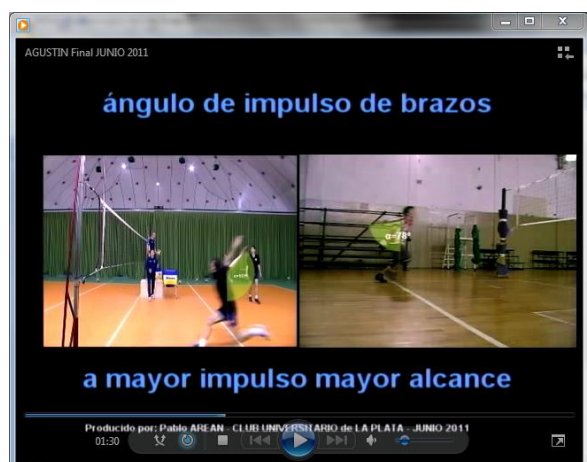 AGUSTIN Final JUNIO 2011
ángulo de impulso de brazos
α=78°
a mayor impulso mayor alcance
Producido por: Pablo AREAN - CLUB UNIVERSITARIO de LA PLATA - JUNIO 2011
01:30